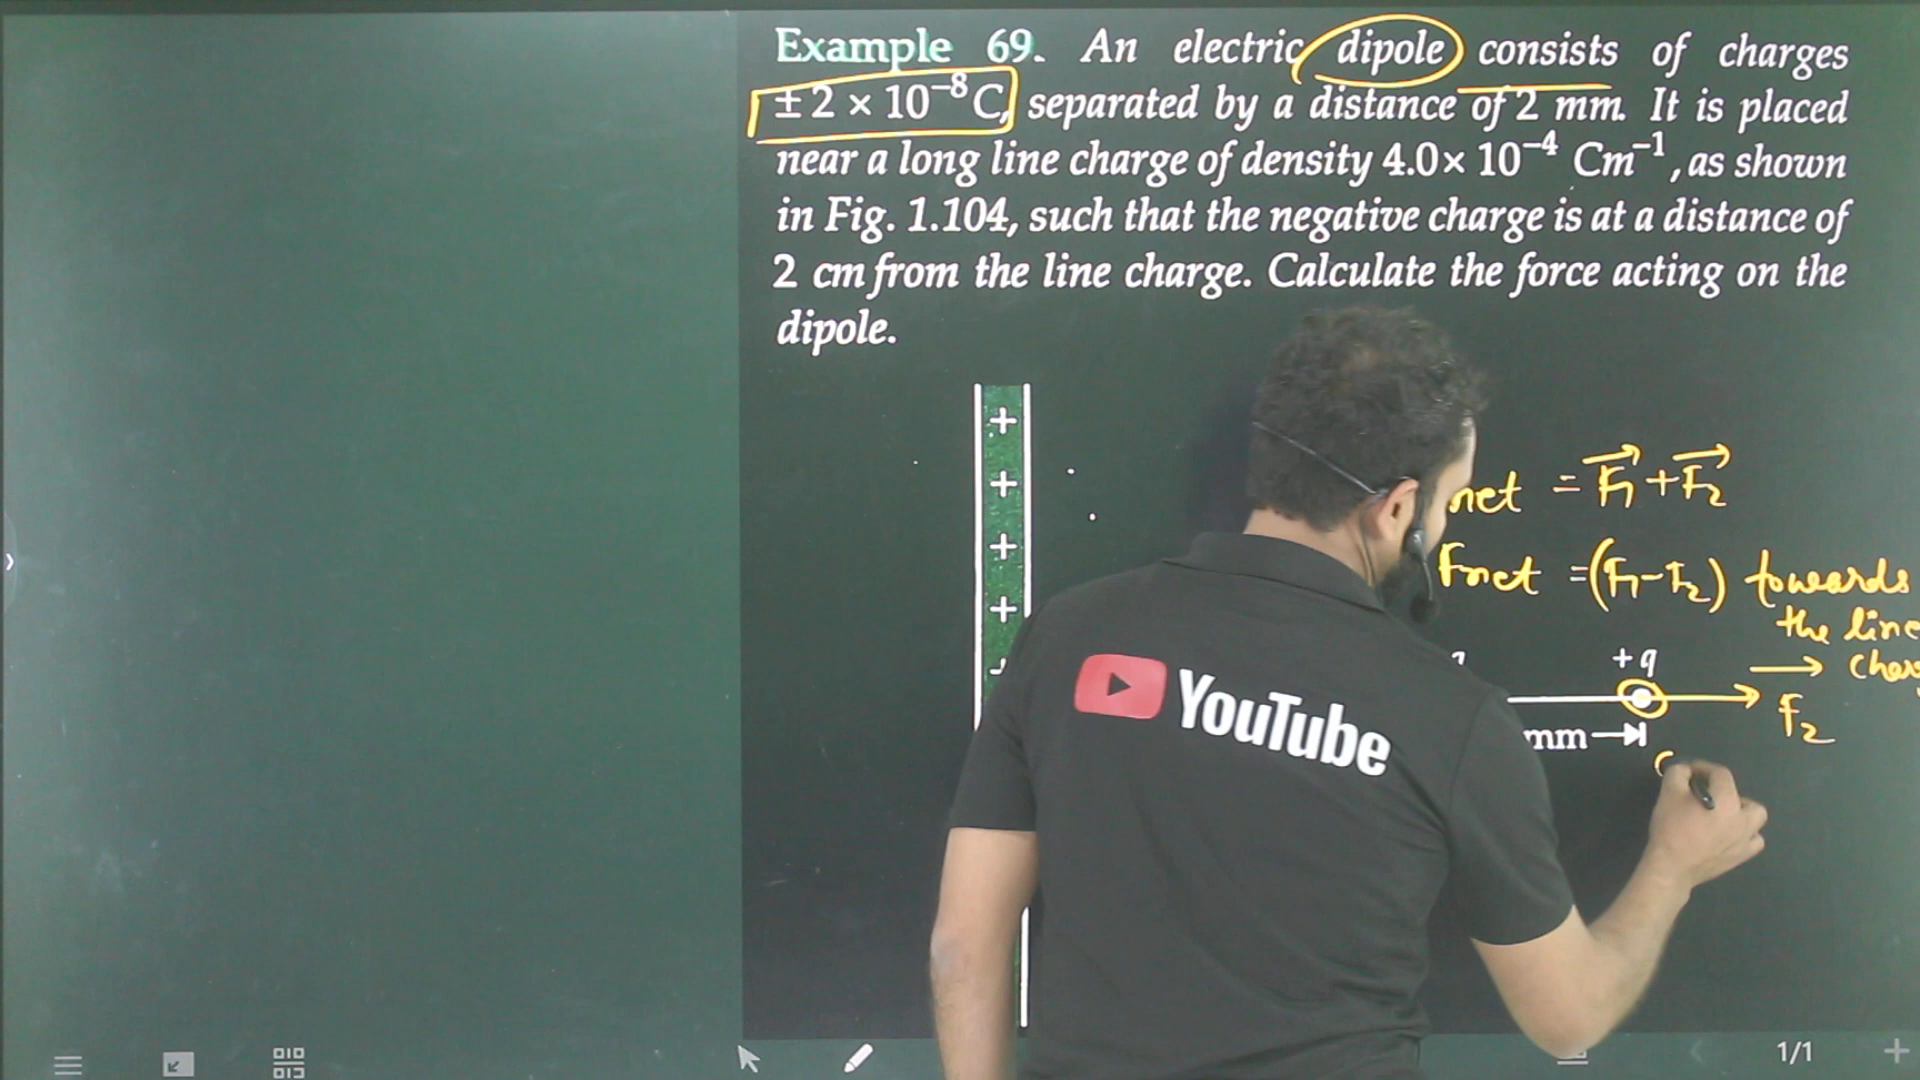 Example 69. An electric dipole consists of charges
± 2 × 10⁻⁸ C, separated by a distance of 2 mm. It is placed
near a long line charge of density 4.0 × 10⁻⁴ Cm⁻¹, as shown
in Fig. 1.104, such that the negative charge is at a distance of
2 cm from the line charge. Calculate the force acting on the
dipole.
+
+
+
+
+
net = F₁ + F₂
Fnet = (F₁ - F₂) towards
the line
+q
F₂
mm
YouTube
1/1